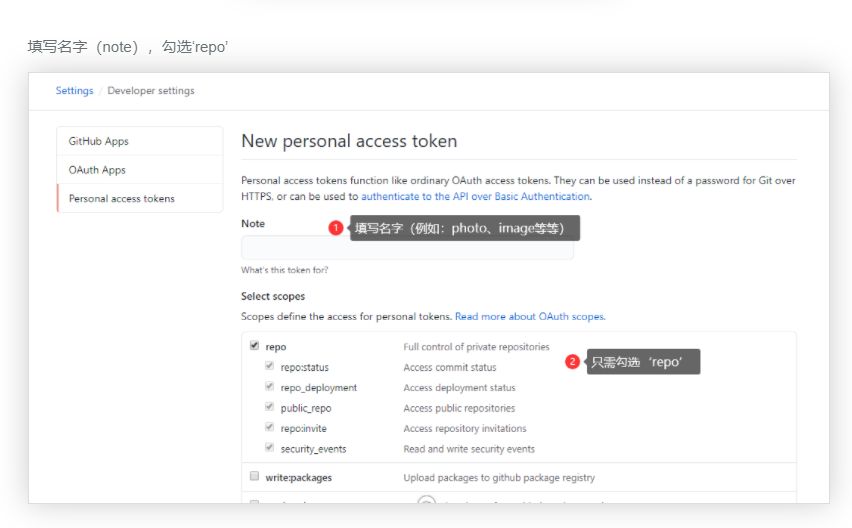 填写名字（note），勾选‘repo’
Settings / Developer settings
GitHub Apps
OAuth Apps
Personal access tokens
New personal access token
Personal access tokens function like ordinary OAuth access tokens. They can be used instead of a password for Git over
HTTPS, or can be used to authenticate to the API over Basic Authentication.
Note
1 填写名字（例如：photo、image等等）
What's this token for?
Select scopes
Scopes define the access for personal tokens. Read more about OAuth scopes.
repo Full control of private repositories
2 只需勾选‘repo’
repo:status Access commit status
repo_deployment Access deployment status
public_repo Access public repositories
repo:invite Access repository invitations
security_events Read and write security events
write:packages Upload packages to github package registry